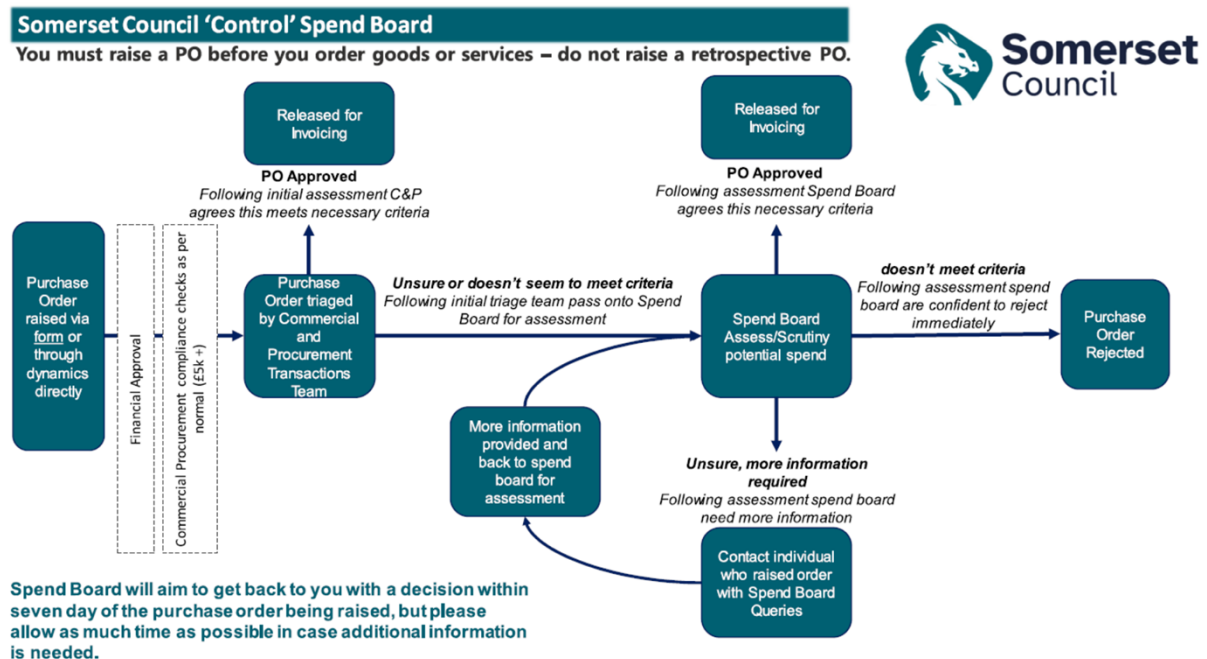 Somerset Council ‘Control’ Spend Board
You must raise a PO before you order goods or services – do not raise a retrospective PO.
Somerset
Council
Released for
Invoicing
PO Approved
Following initial assessment C&P
agrees this meets necessary criteria
Released for
Invoicing
PO Approved
Following assessment Spend Board
agrees this necessary criteria
Purchase
Order
raised via
form or
through
dynamics
directly
Financial Approval
Commercial Procurement compliance checks as per
normal (£5k+)
Purchase
Order triaged
by Commercial
and
Procurement
Transactions
Team
Unsure or doesn’t seem to meet criteria
Following initial triage team pass onto Spend
Board for assessment
Spend Board
Assess/Scrutiny
potential spend
doesn’t meet criteria
Following assessment spend
board are confident to reject
immediately
Purchase
Order
Rejected
More information
provided and
back to spend
board for
assessment
Unsure, more information
required
Following assessment spend board
need more information
Contact individual
who raised order
with Spend Board
Queries
Spend Board will aim to get back to you with a decision within
seven day of the purchase order being raised, but please
allow as much time as possible in case additional information
is needed.